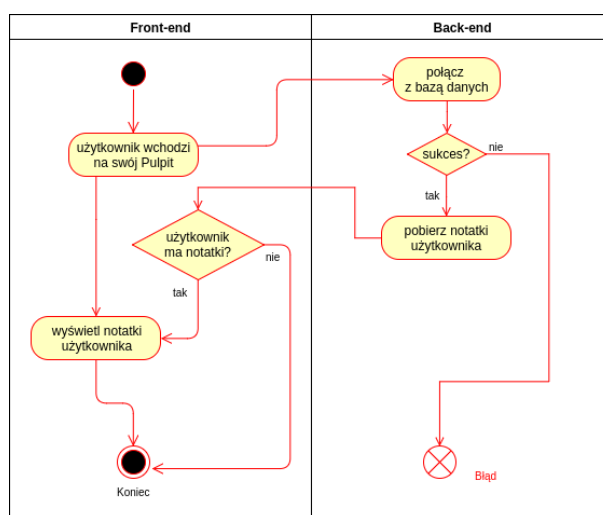 Front-end
Back-end
połącz
z bazą danych
użytkownik wchodzi
na swój Pulpit
sukces?
nie
tak
użytkownik
ma notatki?
nie
tak
pobierz notatki
użytkownika
wyświetl notatki
użytkownika
Koniec
Błąd